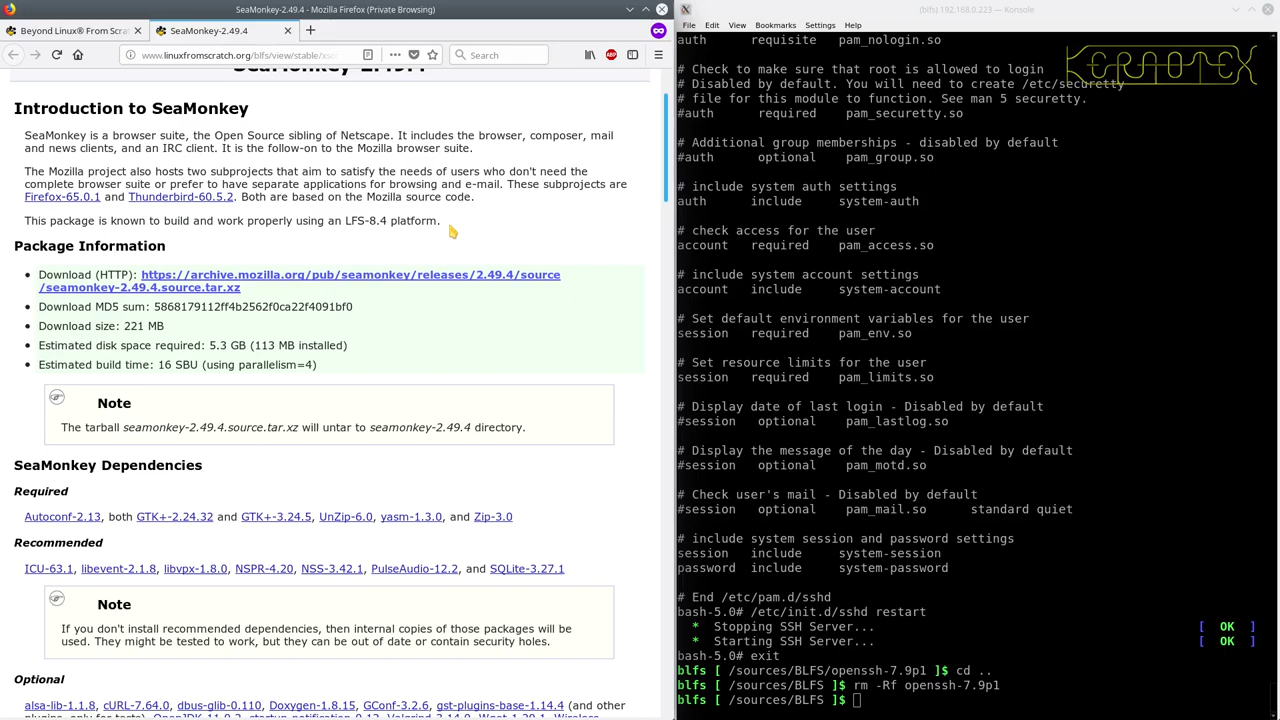 SeaMonkey-2.49.4 - Mozilla Firefox (Private Browsing)
Beyond Linux® From Scrat
SeaMonkey-2.49.4
www.linuxfromscratch.org/blfs/view/stable/xso
Search
Introduction to SeaMonkey
SeaMonkey is a browser suite, the Open Source sibling of Netscape. It includes the browser, composer, mail
and news clients, and an IRC client. It is the follow-on to the Mozilla browser suite.
The Mozilla project also hosts two subprojects that aim to satisfy the needs of users who don't need the
complete browser suite or prefer to have separate applications for browsing and e-mail. These subprojects are
Firefox-65.0.1 and Thunderbird-60.5.2. Both are based on the Mozilla source code.
This package is known to build and work properly using an LFS-8.4 platform.
Package Information
Download (HTTP): https://archive.mozilla.org/pub/seamonkey/releases/2.49.4/source
/seamonkey-2.49.4.source.tar.xz
Download MD5 sum: 5868179112ff4b2562f0ca22f4091bf0
Download size: 221 MB
Estimated disk space required: 5.3 GB (113 MB installed)
Estimated build time: 16 SBU (using parallelism=4)
Note
The tarball seamonkey-2.49.4.source.tar.xz will untar to seamonkey-2.49.4 directory.
SeaMonkey Dependencies
Required
Autoconf-2.13, both GTK+-2.24.32 and GTK+-3.24.5, UnZip-6.0, yasm-1.3.0, and Zip-3.0
Recommended
ICU-63.1, libevent-2.1.8, libvpx-1.8.0, NSPR-4.20, NSS-3.42.1, PulseAudio-12.2, and SQLite-3.27.1
Note
If you don't install recommended dependencies, then internal copies of those packages will be
used. They might be tested to work, but they can be out of date or contain security holes.
Optional
alsa-lib-1.1.8, cURL-7.64.0, dbus-glib-0.110, Doxygen-1.8.15, GConf-3.2.6, gst-plugins-base-1.14.4 (and other
(blfs) 192.168.0.223 — Konsole
File Edit View Bookmarks Settings Help
KERNOTEX
auth requisite pam_nologin.so
# Check to make sure that root is allowed to login
# Disabled by default. You will need to create /etc/securetty
# file for this module to function. See man 5 securetty.
#auth required pam_securetty.so
# Additional group memberships - disabled by default
#auth optional pam_group.so
# include system auth settings
auth include system-auth
# check access for the user
account required pam_access.so
# include system account settings
account include system-account
# Set default environment variables for the user
session required pam_env.so
# Set resource limits for the user
session required pam_limits.so
# Display date of last login - Disabled by default
#session optional pam_lastlog.so
# Display the message of the day - Disabled by default
#session optional pam_motd.so
# Check user's mail - Disabled by default
#session optional pam_mail.so standard quiet
# include system session and password settings
session include system-session
password include system-password
# End /etc/pam.d/sshd
bash-5.0# /etc/init.d/sshd restart
* Stopping SSH Server... [ OK ]
* Starting SSH Server... [ OK ]
bash-5.0# exit
blfs [ /sources/BLFS/openssh-7.9p1 ]$ cd ..
blfs [ /sources/BLFS ]$ rm -Rf openssh-7.9p1
blfs [ /sources/BLFS ]$